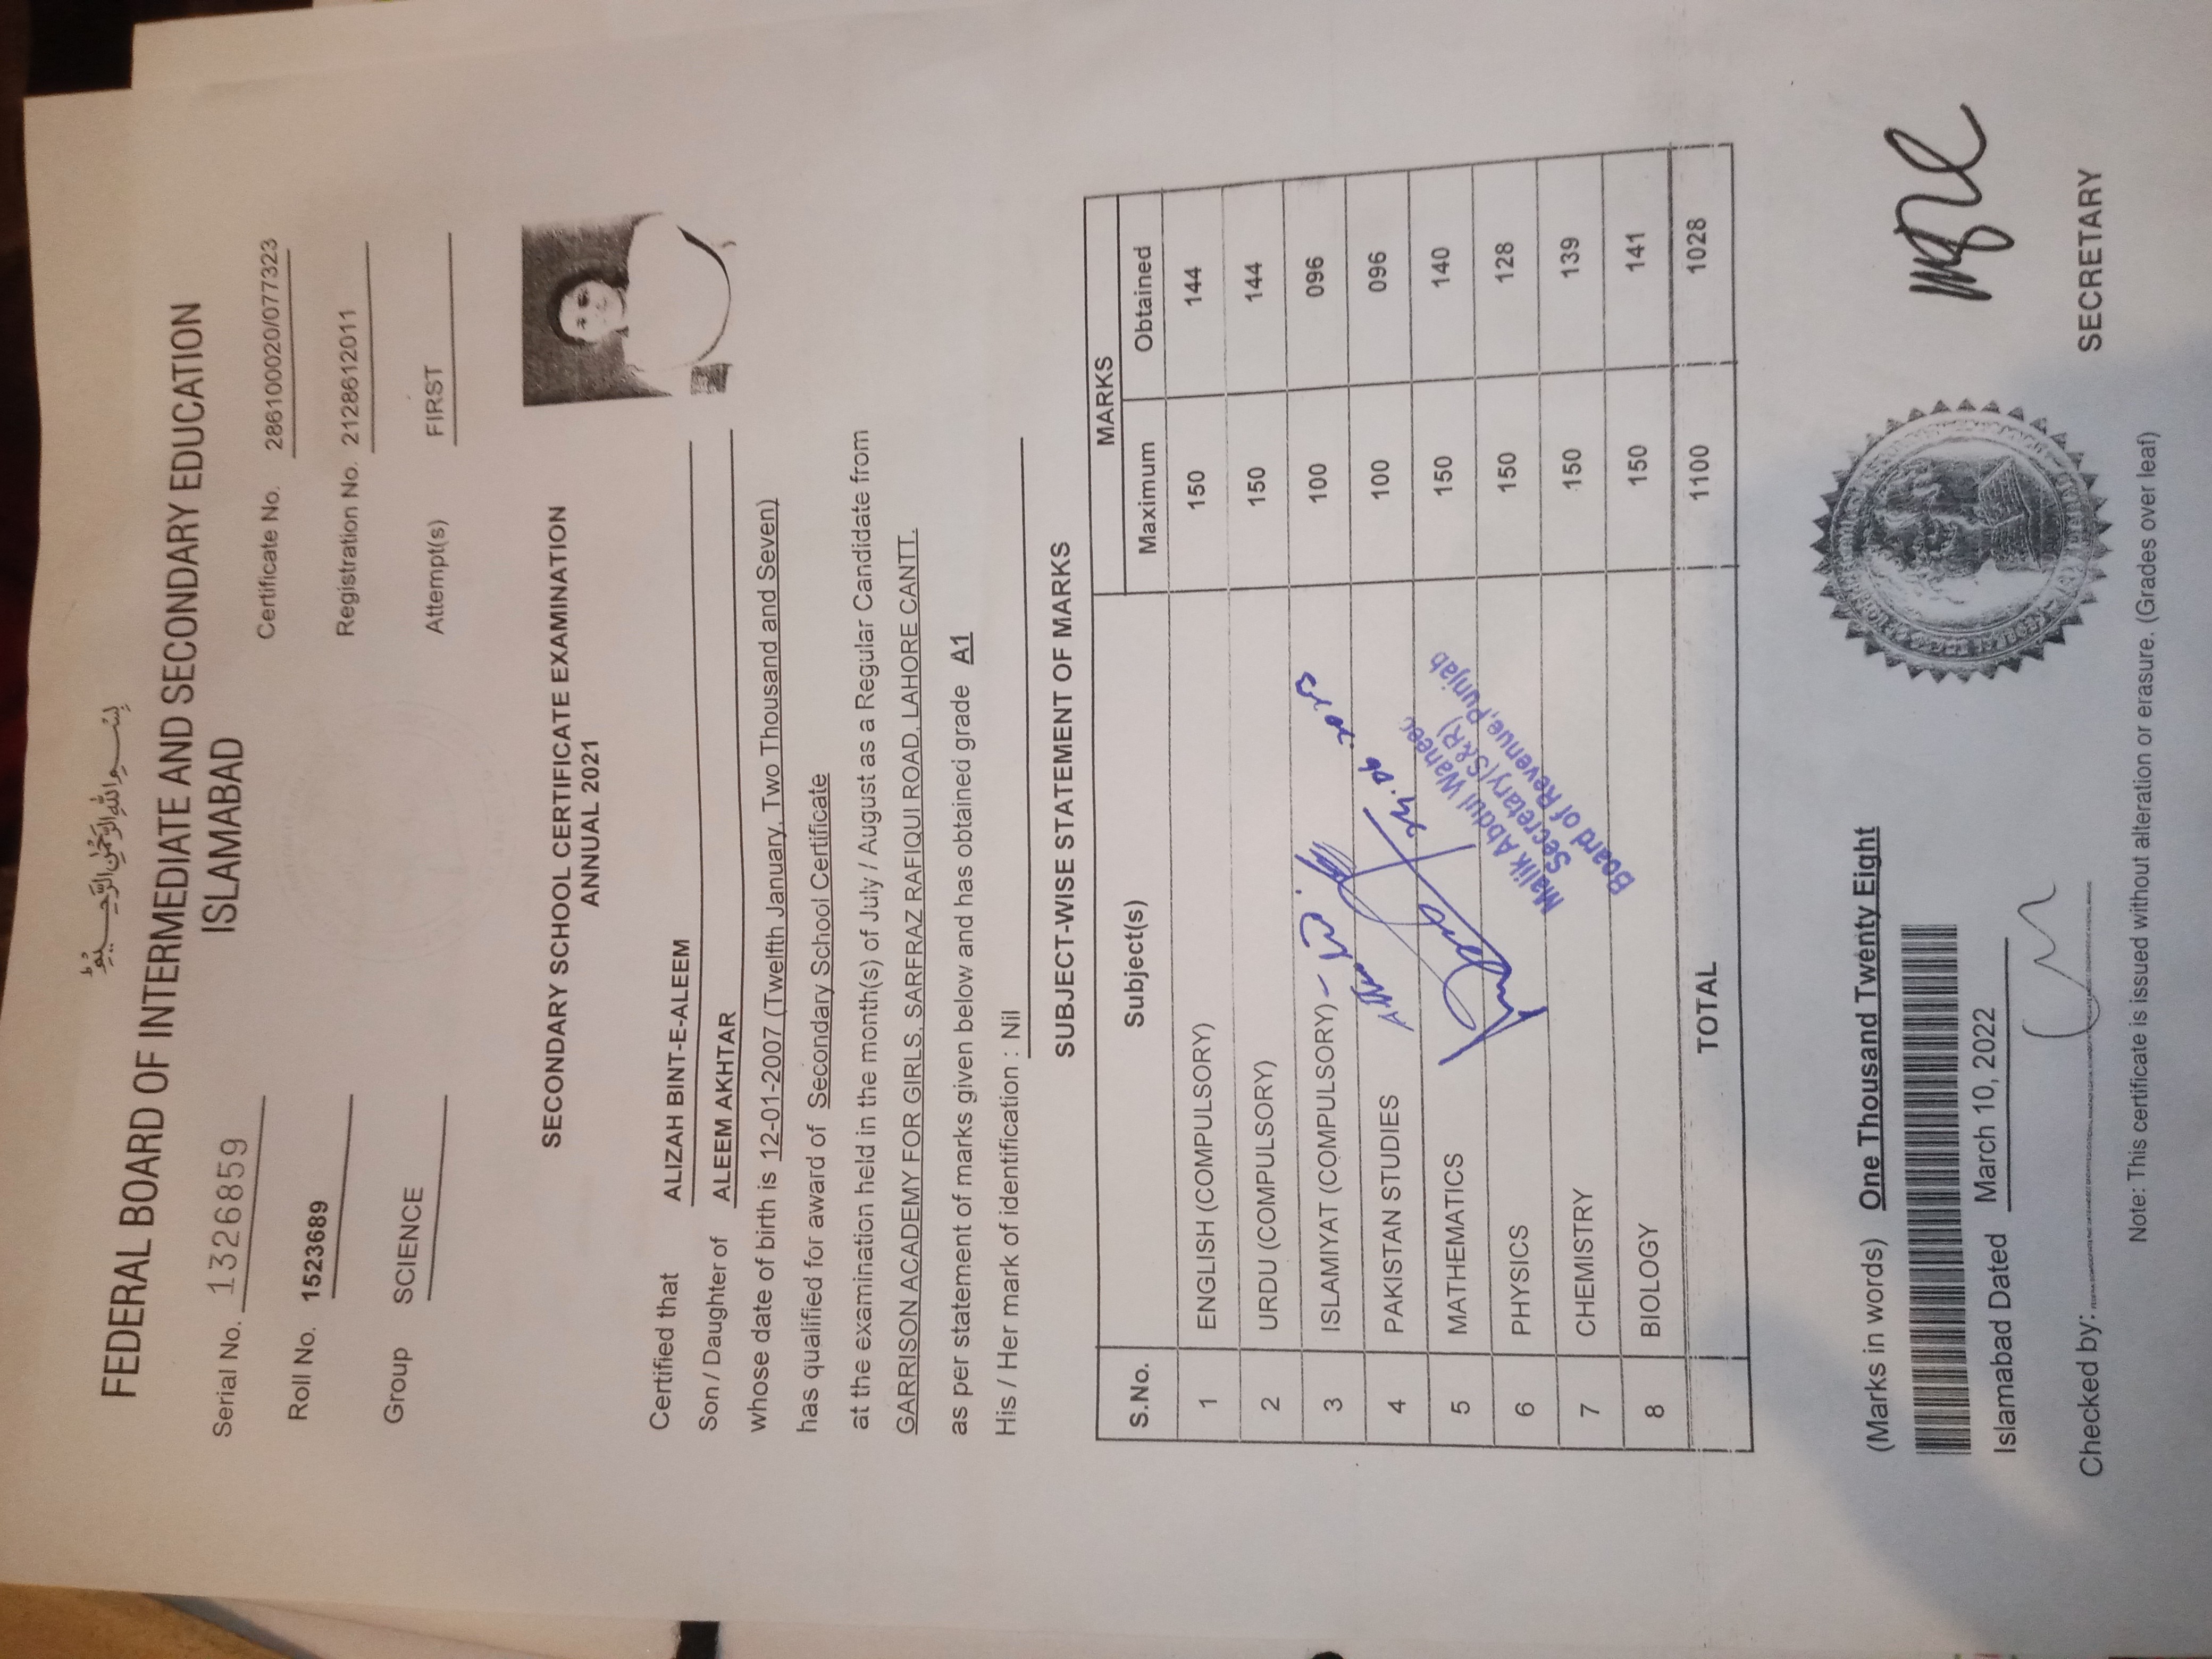 بِسْمِ اللهِ الرَّحْمٰنِ الرَّحِيْمِ
FEDERAL BOARD OF INTERMEDIATE AND SECONDARY EDUCATION
ISLAMABAD
Serial No. 1326859
Certificate No. 2861000020/077323
Roll No. 1523689
Registration No. 2128612011
Group SCIENCE
Attempt(s) FIRST
SECONDARY SCHOOL CERTIFICATE EXAMINATION
ANNUAL 2021
Certified that ALIZAH BINT-E-ALEEM
Son / Daughter of ALEEM AKHTAR
whose date of birth is 12-01-2007 (Twelfth January, Two Thousand and Seven)
has qualified for award of Secondary School Certificate
at the examination held in the month(s) of July / August as a Regular Candidate from
GARRISON ACADEMY FOR GIRLS, SARFRAZ RAFIQUI ROAD, LAHORE CANTT.
as per statement of marks given below and has obtained grade A1
His / Her mark of identification : Nil
SUBJECT-WISE STATEMENT OF MARKS
S.No. Subject(s) MARKS
Maximum Obtained
1 ENGLISH (COMPULSORY) 150 144
2 URDU (COMPULSORY) 150 144
3 ISLAMIYAT (COMPULSORY) 100 096
4 PAKISTAN STUDIES 100 096
5 MATHEMATICS 150 140
6 PHYSICS 150 128
7 CHEMISTRY 150 139
8 BIOLOGY 150 141
TOTAL 1100 1028
Malik Abdul Waheed
Secretary(S&R)
Board of Revenue,Punjab
(Marks in words) One Thousand Twenty Eight
Islamabad Dated March 10, 2022
Checked by:
SECRETARY
Note: This certificate is issued without alteration or erasure. (Grades over leaf)